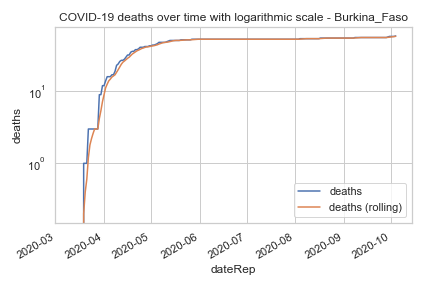 COVID-19 deaths over time with logarithmic scale - Burkina_Faso
deaths
10¹
10⁰
deaths
deaths (rolling)
2020-03
2020-04
2020-05
2020-06
2020-07
2020-08
2020-09
2020-10
dateRep